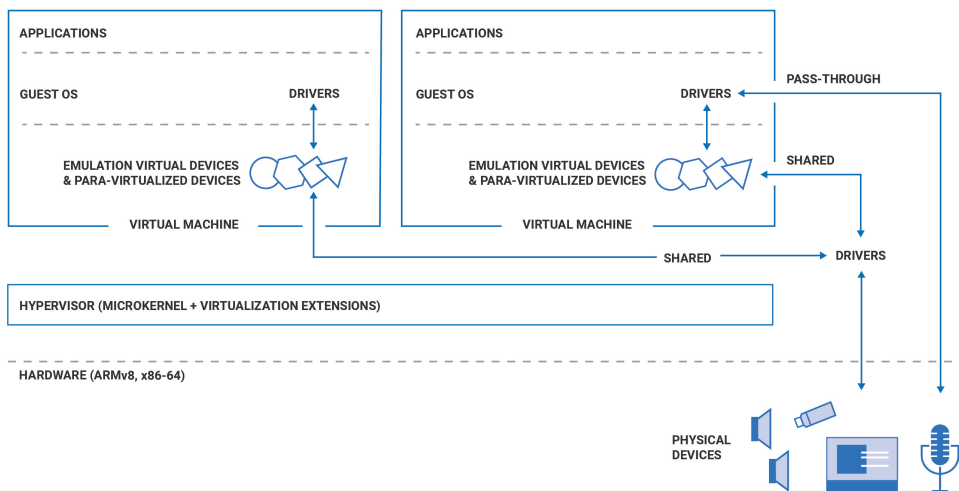 APPLICATIONS
GUEST OS
DRIVERS
EMULATION VIRTUAL DEVICES
& PARA-VIRTUALIZED DEVICES
VIRTUAL MACHINE
APPLICATIONS
GUEST OS
DRIVERS
EMULATION VIRTUAL DEVICES
& PARA-VIRTUALIZED DEVICES
VIRTUAL MACHINE
PASS-THROUGH
SHARED
SHARED
DRIVERS
HYPERVISOR (MICROKERNEL + VIRTUALIZATION EXTENSIONS)
HARDWARE (ARMv8, x86-64)
PHYSICAL
DEVICES